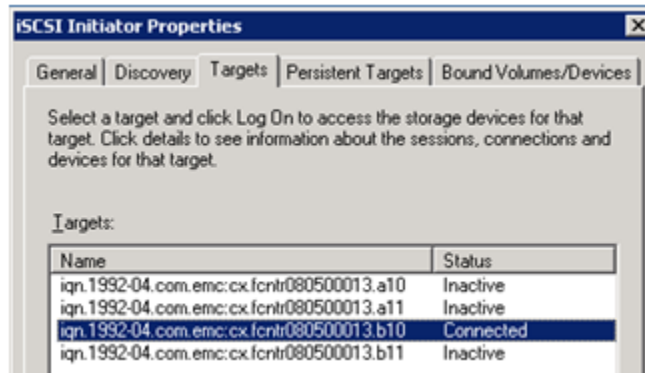 iSCSI Initiator Properties
General Discovery Targets Persistent Targets Bound Volumes/Devices
Select a target and click Log On to access the storage devices for that
target. Click details to see information about the sessions, connections and
devices for that target.
Targets:
Name Status
iqn.1992-04.com.emc:cx.fcntr080500013.a10 Inactive
iqn.1992-04.com.emc:cx.fcntr080500013.a11 Inactive
iqn.1992-04.com.emc:cx.fcntr080500013.b10 Connected
iqn.1992-04.com.emc:cx.fcntr080500013.b11 Inactive